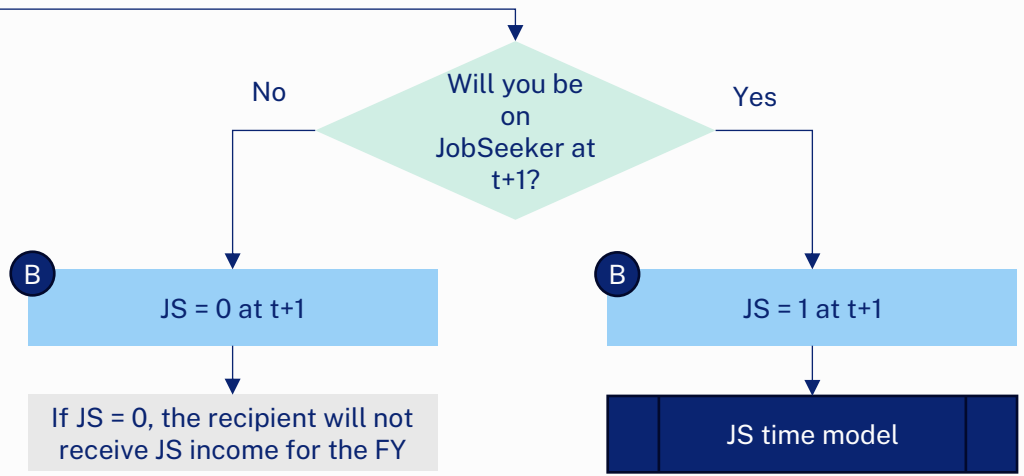 Will you be
on
JobSeeker at
t+1?
No
Yes
B
JS = 0 at t+1
B
JS = 1 at t+1
If JS = 0, the recipient will not
receive JS income for the FY
JS time model